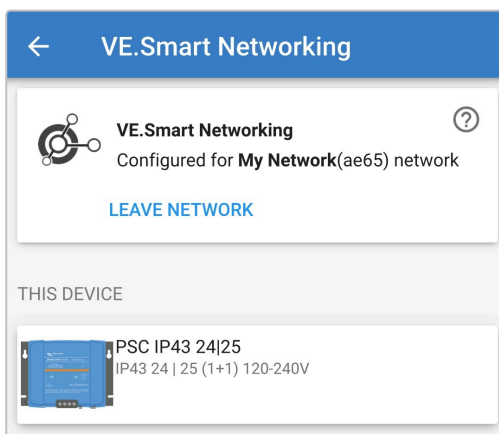 VE.Smart Networking
VE.Smart Networking
Configured for My Network(ae65) network
LEAVE NETWORK
THIS DEVICE
PSC IP43 24|25
IP43 24 | 25 (1+1) 120-240V